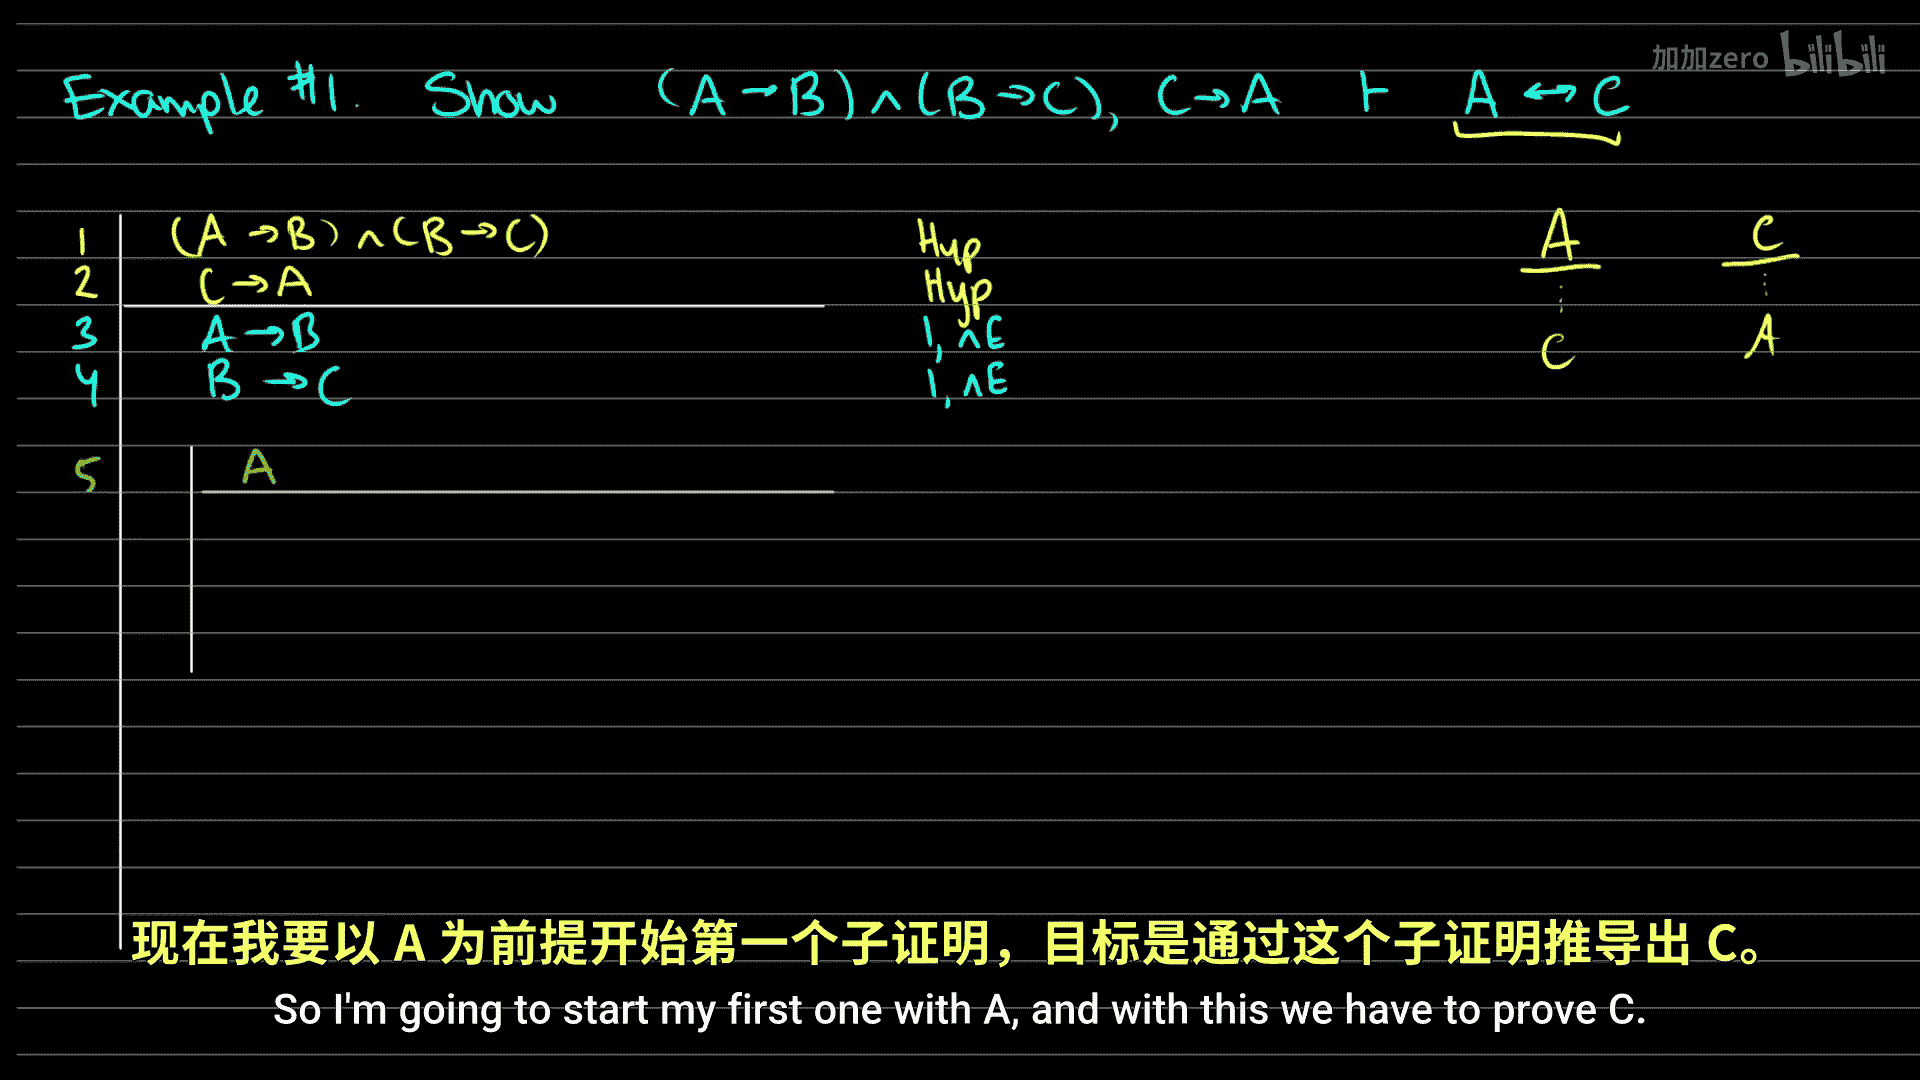 加加zero bilibili
Example #1. Show (A → B) ∧ (B → C), C → A ⊢ A ↔ C
1 (A → B) ∧ (B → C) Hyp A C
2 C → A Hyp
3 A → B 1, ∧E C A
4 B → C 1, ∧E
5 A
现在我要以 A 为前提开始第一个子证明，目标是通过这个子证明推导出 C。
So I'm going to start my first one with A, and with this we have to prove C.